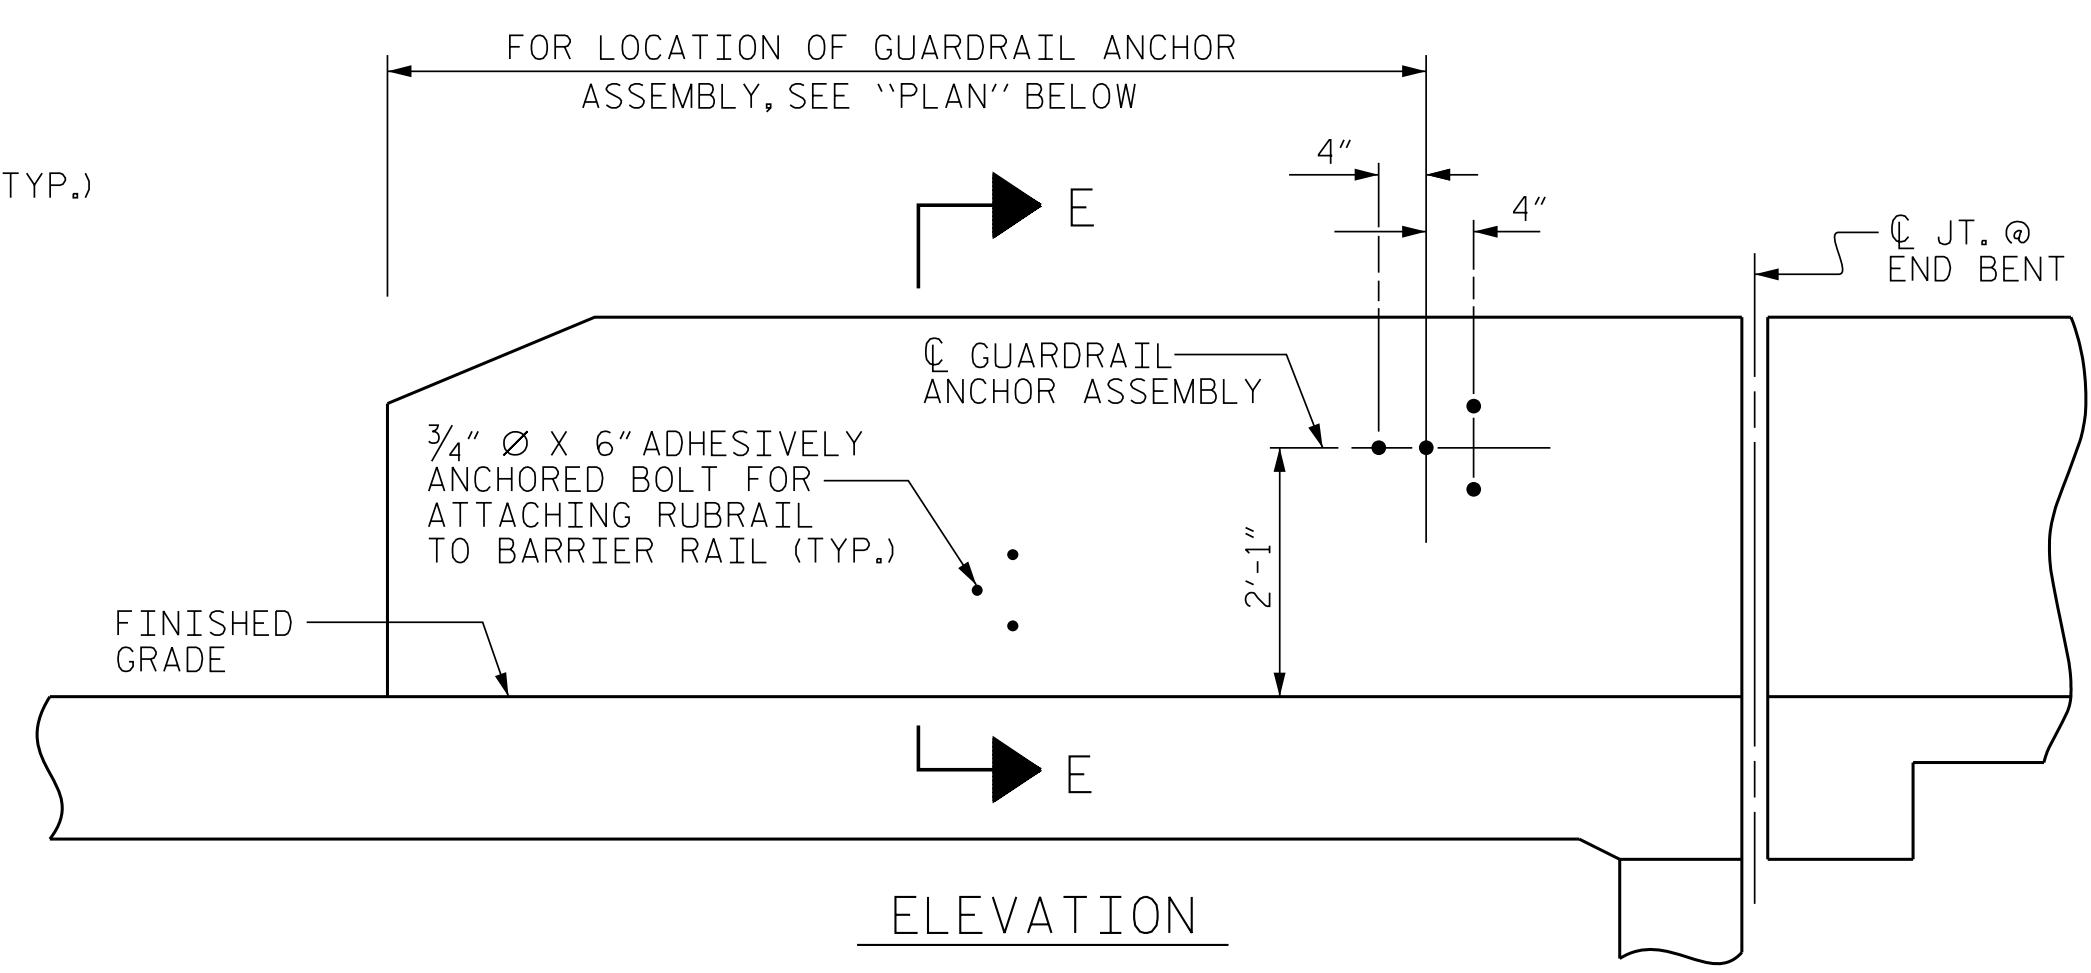 FOR LOCATION OF GUARDRAIL ANCHOR
ASSEMBLY, SEE ‵‵PLAN″ BELOW
4″
TYP.)
E
4″
℄ JT. @
END BENT
℄ GUARDRAIL
ANCHOR ASSEMBLY
¾″ Ø X 6″ ADHESIVELY
ANCHORED BOLT FOR
ATTACHING RUBRAIL
TO BARRIER RAIL (TYP.)
2′-1″
FINISHED
GRADE
E
ELEVATION